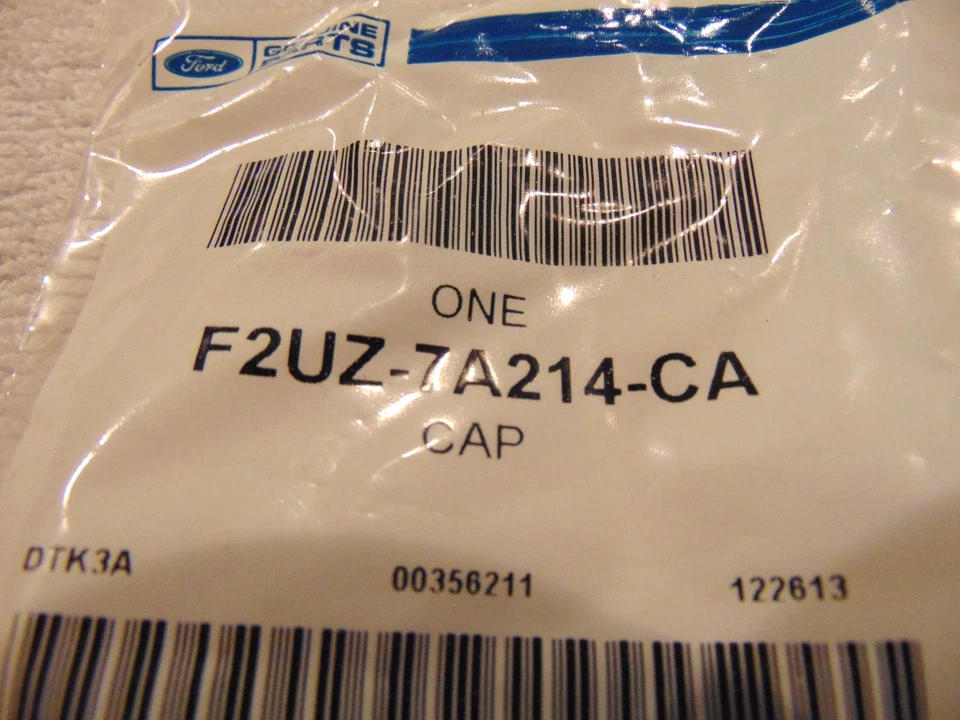 Ford
GENUINE
PARTS
ONE
F2UZ-7A214-CA
CAP
DTK3A 00356211 122613